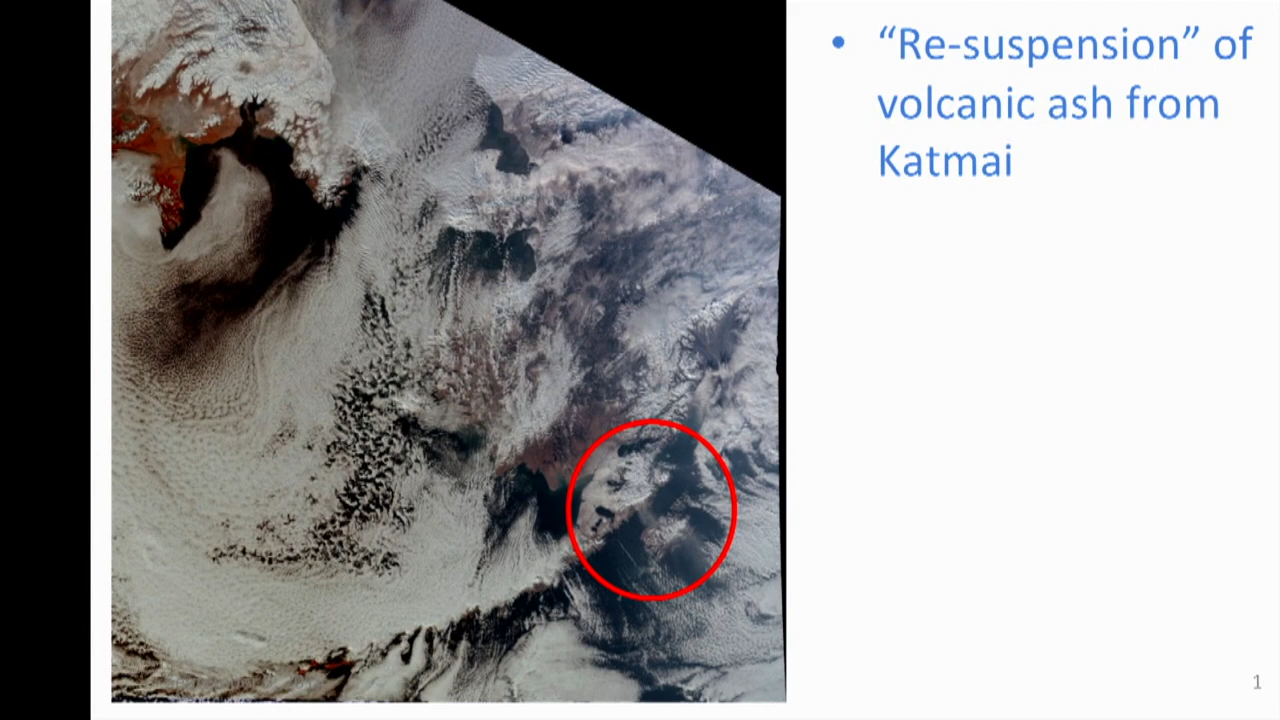 • “Re-suspension” of
volcanic ash from
Katmai
1